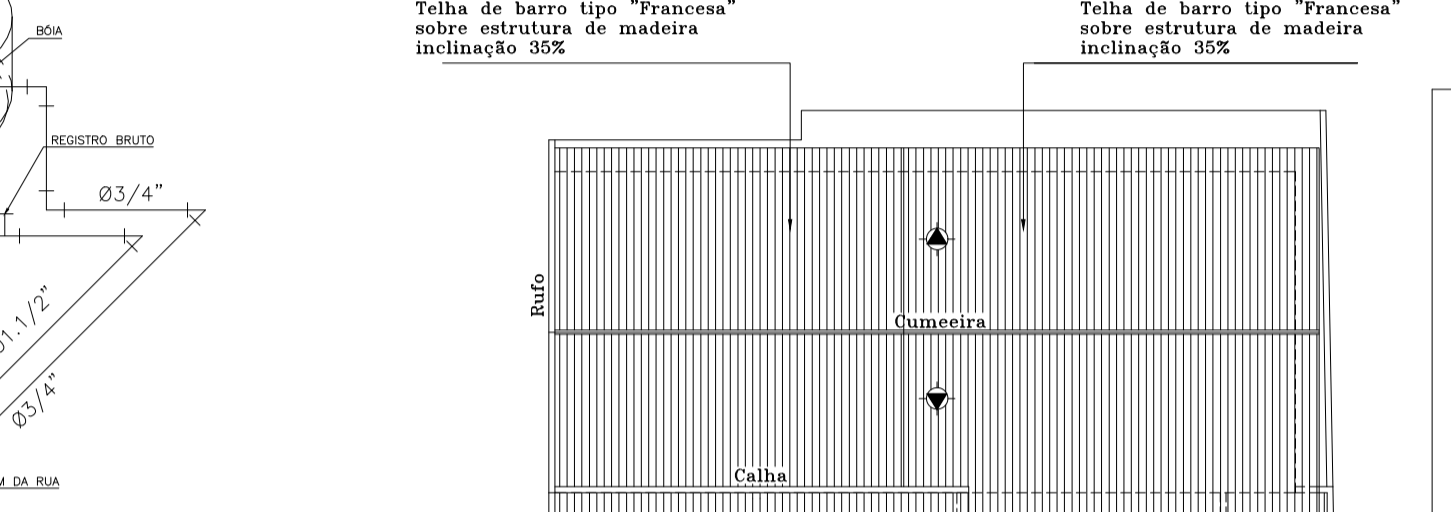 Telha de barro tipo "Francesa"
sobre estrutura de madeira
inclinação 35%
Telha de barro tipo "Francesa"
sobre estrutura de madeira
inclinação 35%
BÓIA
REGISTRO BRUTO
Ø3/4"
1.1/2"
Ø3/4"
DA RUA
Rufo
Cumeeira
Calha